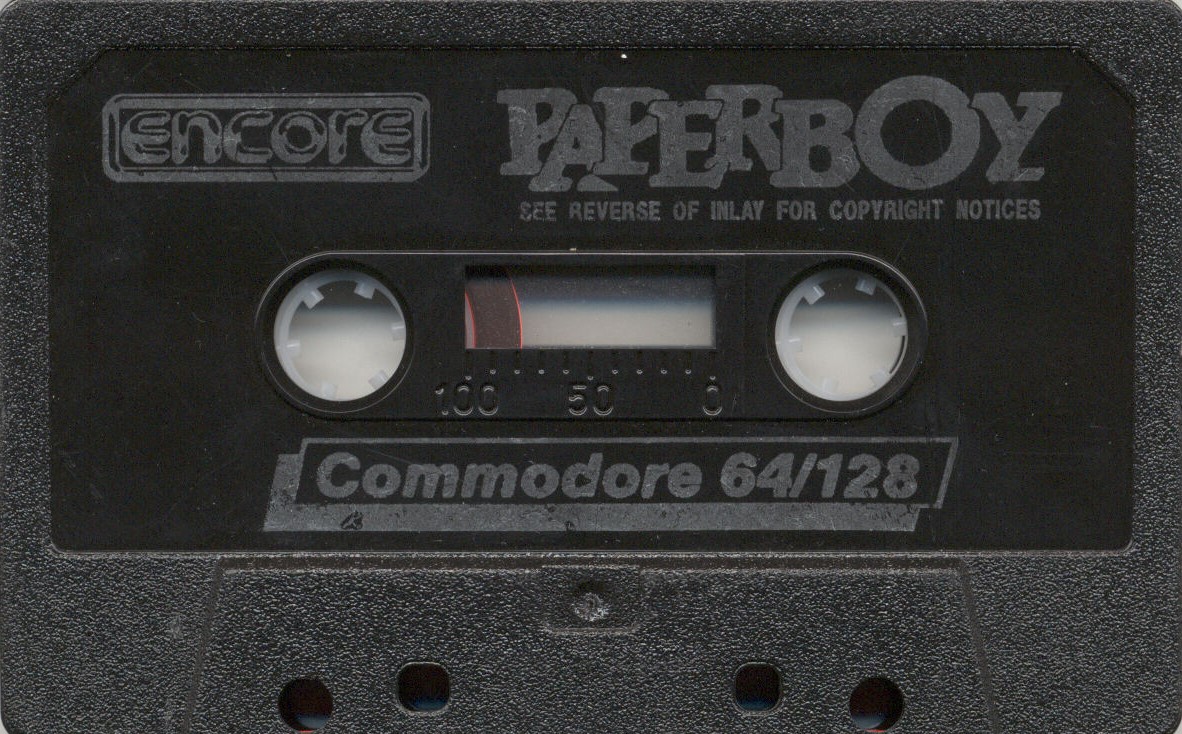 encore
PAPERBOY
SEE REVERSE OF INLAY FOR COPYRIGHT NOTICES
100 50 0
Commodore 64/128